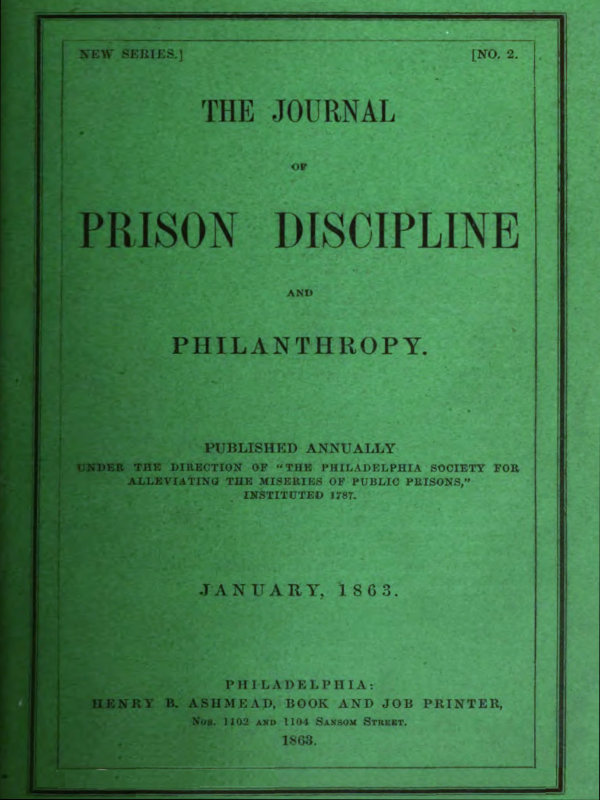 NEW SERIES.] [NO. 2.
THE JOURNAL
OF
PRISON DISCIPLINE
AND
PHILANTHROPY.
PUBLISHED ANNUALLY
UNDER THE DIRECTION OF "THE PHILADELPHIA SOCIETY FOR
ALLEVIATING THE MISERIES OF PUBLIC PRISONS,"
INSTITUTED 1787.
JANUARY, 1863.
PHILADELPHIA:
HENRY B. ASHMEAD, BOOK AND JOB PRINTER,
Nos. 1102 AND 1104 SANSOM STREET.
1863.